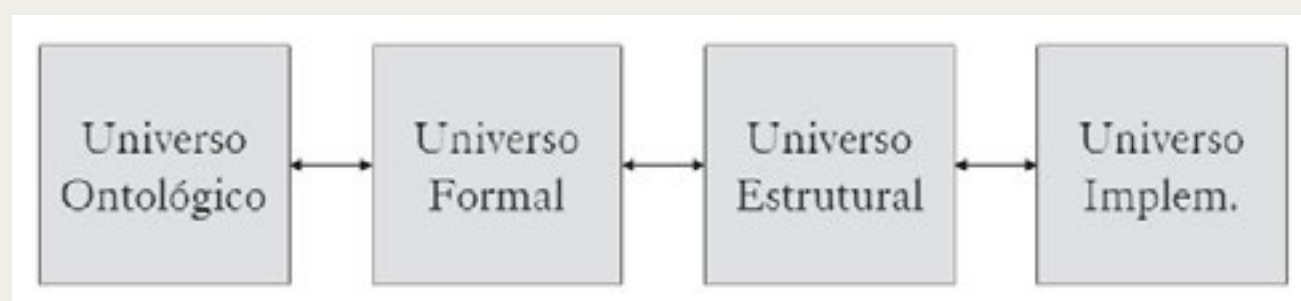 Universo
Ontológico
Universo
Formal
Universo
Estrutural
Universo
Implem.